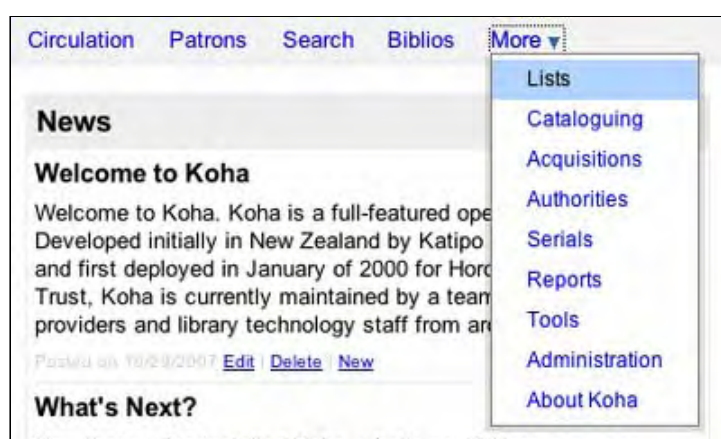 Circulation Patrons Search Biblios More
Lists
Cataloguing
Acquisitions
Authorities
Serials
Reports
Tools
Administration
About Koha
News
Welcome to Koha
Welcome to Koha. Koha is a full-featured ope
Developed initially in New Zealand by Katipo
and first deployed in January of 2000 for Horo
Trust, Koha is currently maintained by a team
providers and library technology staff from aro
Posted on 10/29/2007 Edit | Delete | New
What's Next?